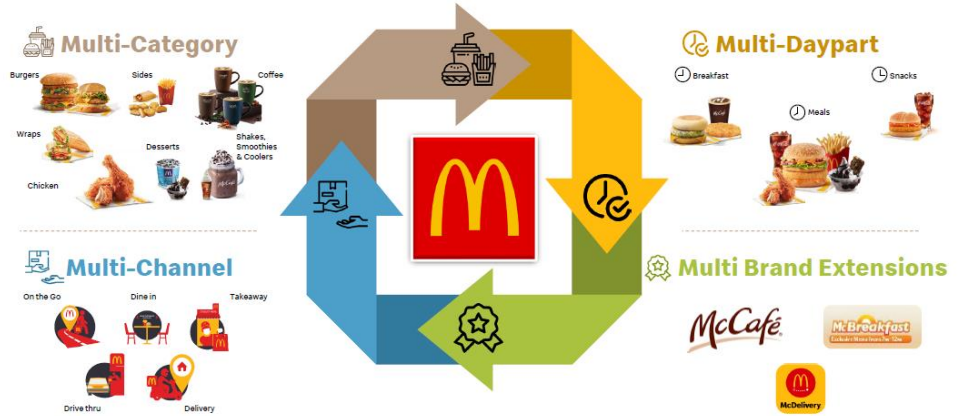 Multi-Category
Burgers
Sides
Coffee
Wraps
Desserts
Shakes,
Smoothies
& Coolers
Chicken
Multi-Daypart
Breakfast
Snacks
Meals
Multi-Channel
On the Go
Dine in
Takeaway
Drive thru
Delivery
Multi Brand Extensions
McCafé
McBreakfast
McDelivery